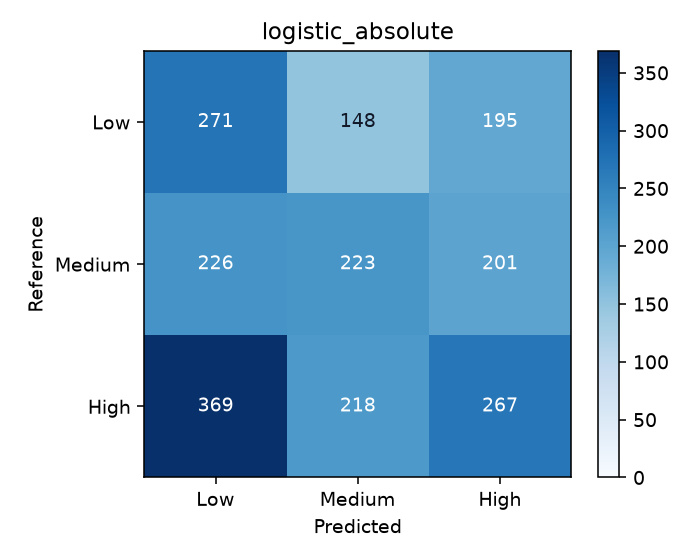 logistic_absolute
Low 271 148 195
Medium 226 223 201
High 369 218 267
Low Medium High
Predicted
Reference
350
300
250
200
150
100
50
0